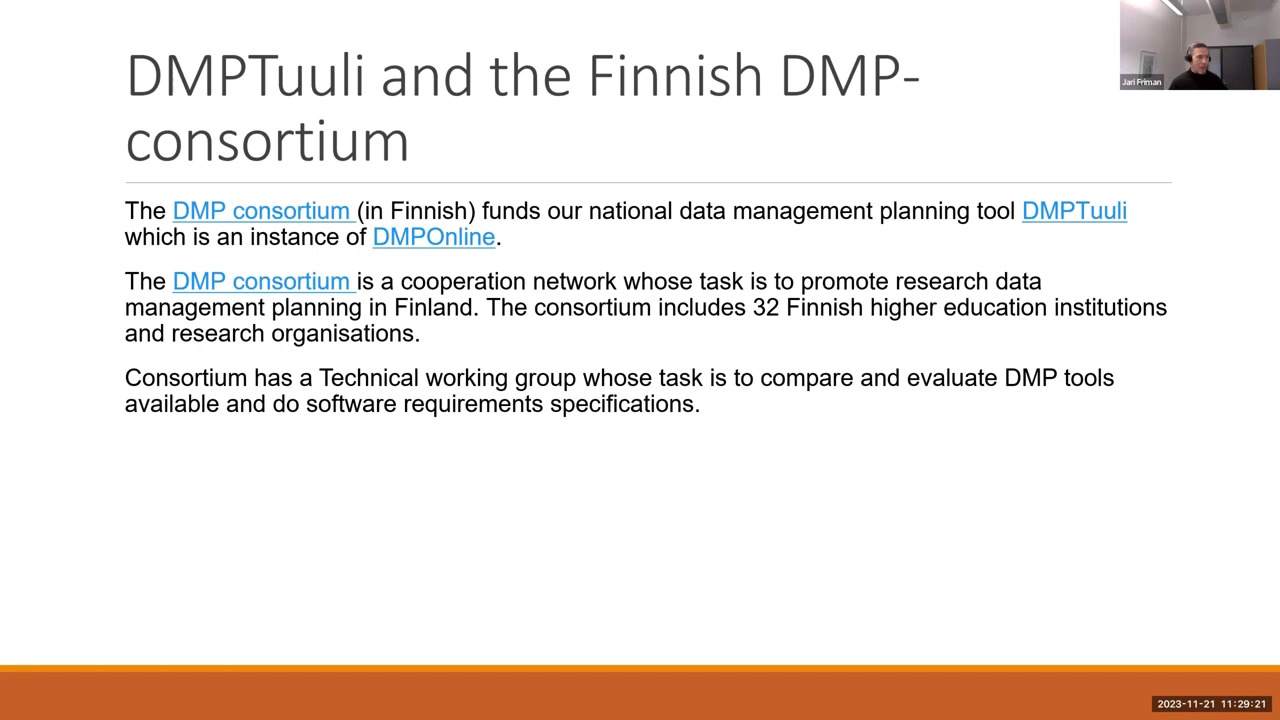 DMPTuuli and the Finnish DMP-
consortium
Jari Friman
The DMP consortium (in Finnish) funds our national data management planning tool DMPTuuli
which is an instance of DMPOnline.
The DMP consortium is a cooperation network whose task is to promote research data
management planning in Finland. The consortium includes 32 Finnish higher education institutions
and research organisations.
Consortium has a Technical working group whose task is to compare and evaluate DMP tools
available and do software requirements specifications.
2023-11-21 11:29:21